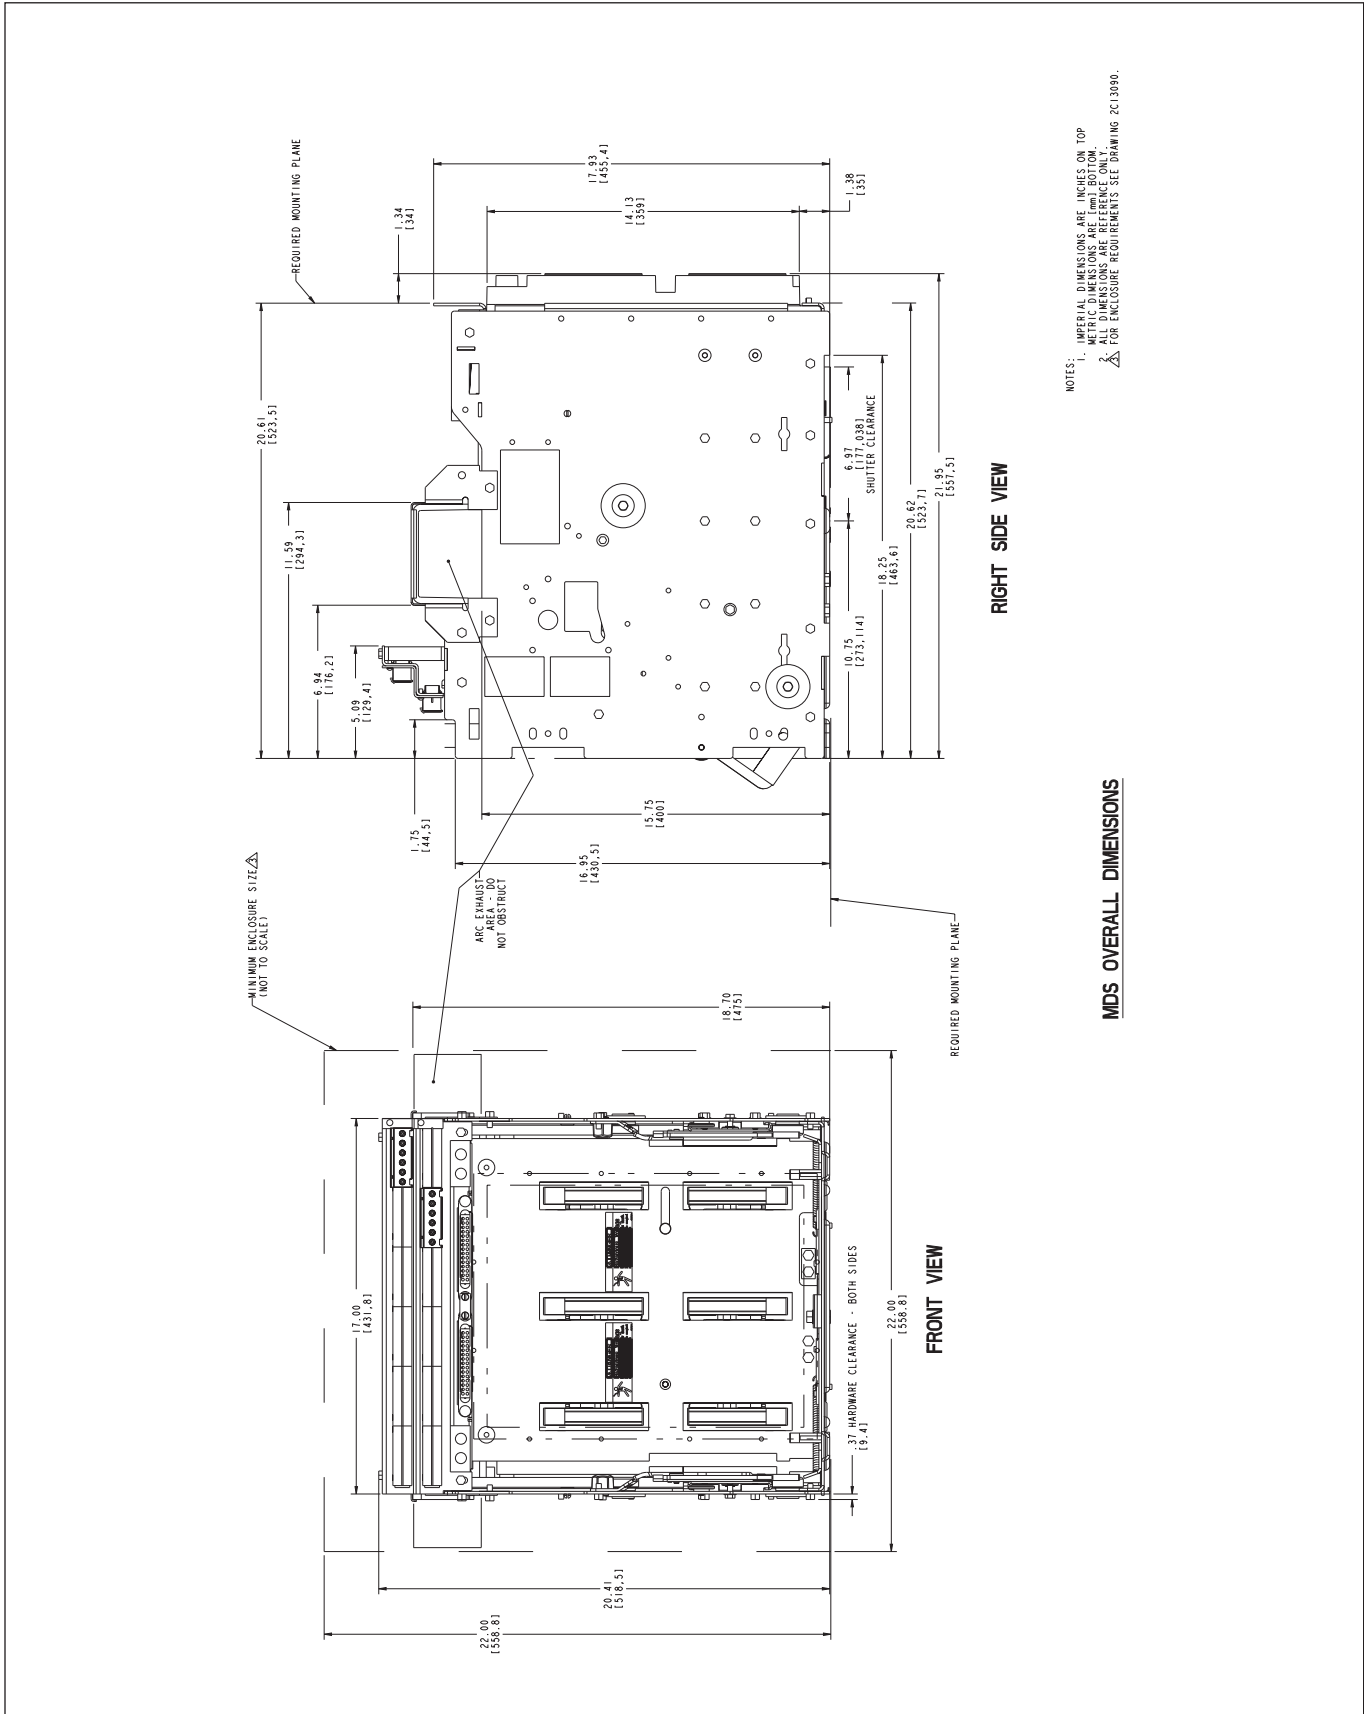 MINIMUM ENCLOSURE SIZE 3
(NOT TO SCALE)
22.00
[558.8]
20.41
[518,5]
17.00
[431,8]
18.70
[475]
.37 HARDWARE CLEARANCE - BOTH SIDES
[9.4]
22.00
[558.8]
FRONT VIEW
ARC EXHAUST
AREA - DO
NOT OBSTRUCT
REQUIRED MOUNTING PLANE
REQUIRED MOUNTING PLANE
20.61
[523,5]
11.59
[294,3]
6.94
[176,2]
5.09
[129,4]
1.75
[44,5]
16.95
[430,5]
15.75
[400]
1.34
[34]
17.93
[455,4]
14.13
[359]
1.38
[35]
6.97
[177,038]
SHUTTER CLEARANCE
10.75
[273,114]
18.25
[463,6]
20.62
[523,7]
21.95
[557,5]
RIGHT SIDE VIEW
MDS OVERALL DIMENSIONS
NOTES:
1. IMPERIAL DIMENSIONS ARE INCHES ON TOP
METRIC DIMENSIONS ARE [mm] BOTTOM.
2. ALL DIMENSIONS ARE REFERENCE ONLY.
3 FOR ENCLOSURE REQUIREMENTS SEE DRAWING 2C13090.